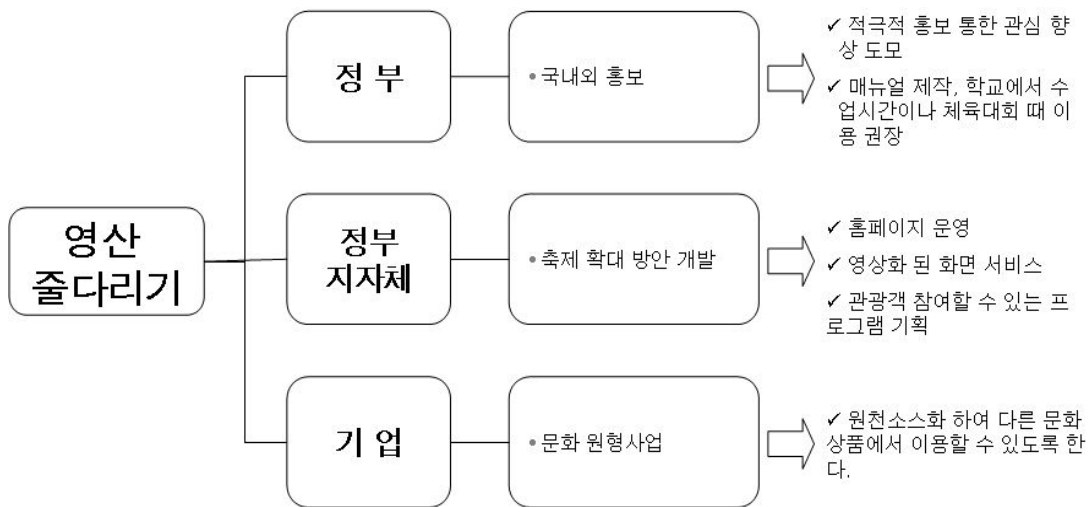 영산
줄다리기
정 부
• 국내외 홍보
✓ 적극적 홍보 통한 관심 향
상 도모
✓ 매뉴얼 제작, 학교에서 수
업시간이나 체육대회 때 이
용 권장
정부
지자체
• 축제 확대 방안 개발
✓ 홈페이지 운영
✓ 영상화 된 화면 서비스
✓ 관광객 참여할 수 있는 프
로그램 기획
기 업
• 문화 원형사업
✓ 원천소스화 하여 다른 문화
상품에서 이용할 수 있도록 한
다.